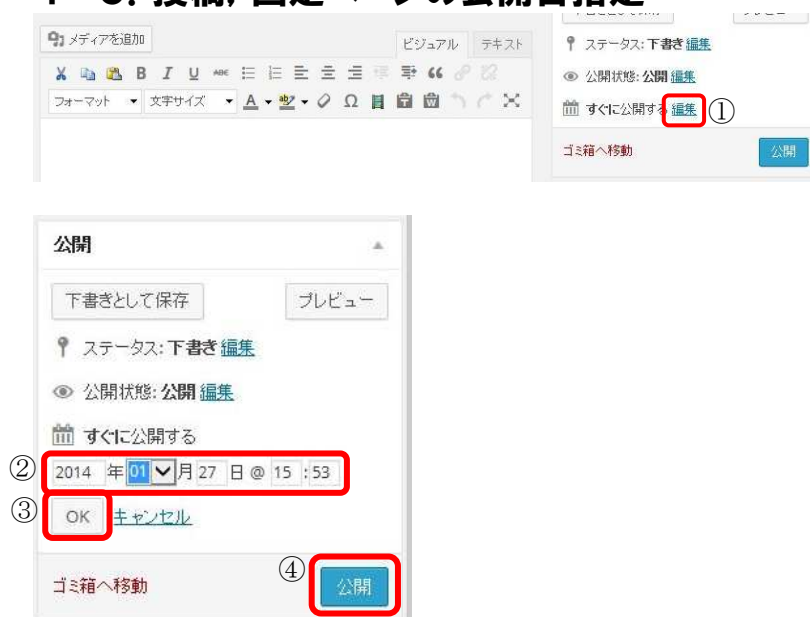 メディアを追加
ビジュアル テキスト
ステータス: 下書き 編集
B I U ABC
公開状態: 公開 編集
フォーマット 文字サイズ A ab Ω T W
すぐに公開する 編集 ①
ゴミ箱へ移動 公開
公開
下書きとして保存 プレビュー
ステータス: 下書き 編集
公開状態: 公開 編集
すぐに公開する
② 2014 年 01 月 27 日 @ 15 : 53
③ OK キャンセル
④
ゴミ箱へ移動 公開